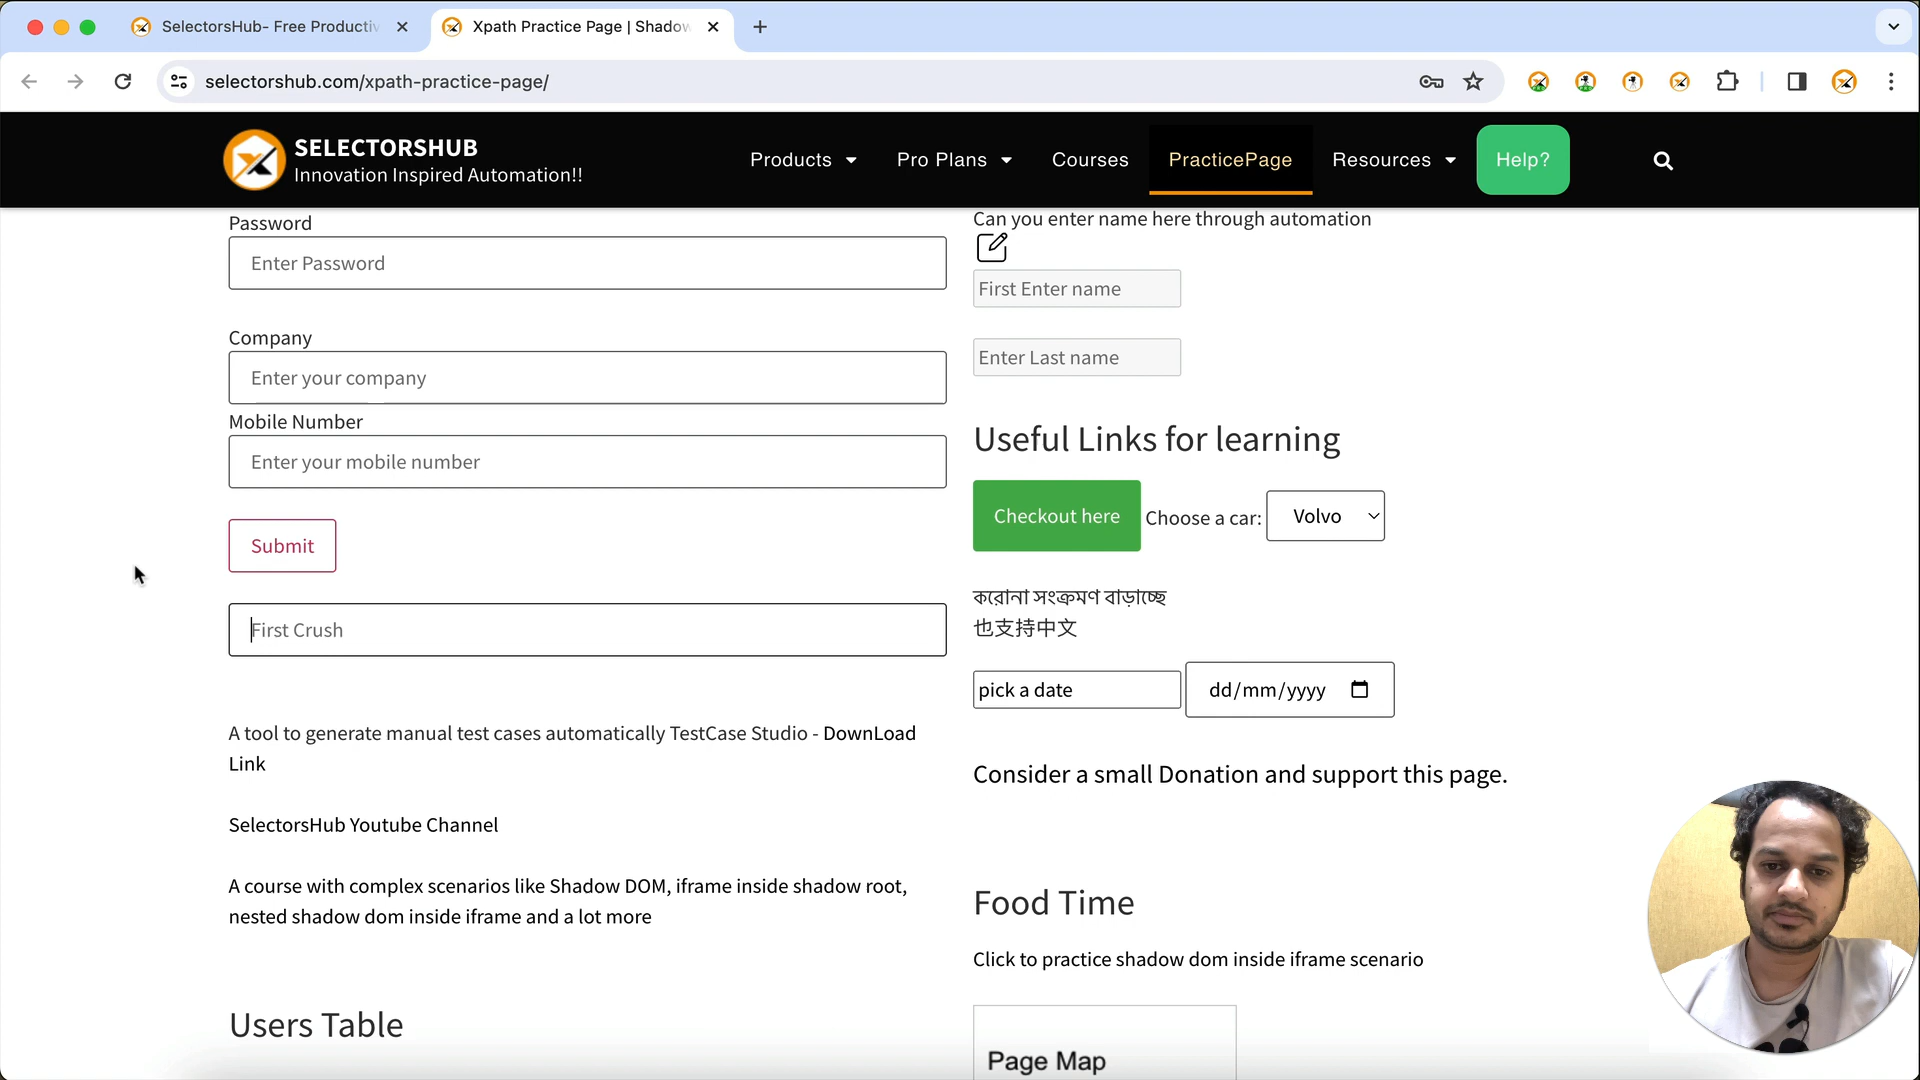 SelectorsHub- Free Productiv
Xpath Practice Page | Shadow
selectorshub.com/xpath-practice-page/
SELECTORSHUB
Innovation Inspired Automation!!
Products
Pro Plans
Courses
PracticePage
Resources
Help?
Password
Enter Password
Company
Enter your company
Mobile Number
Enter your mobile number
Submit
First Crush
A tool to generate manual test cases automatically TestCase Studio - DownLoad
Link
SelectorsHub Youtube Channel
A course with complex scenarios like Shadow DOM, iframe inside shadow root,
nested shadow dom inside iframe and a lot more
Users Table
Can you enter name here through automation
First Enter name
Enter Last name
Useful Links for learning
Checkout here
Choose a car:
Volvo
করোনা সংক্রমণ বাড়াচ্ছে
也支持中文
pick a date
dd/mm/yyyy
Consider a small Donation and support this page.
Food Time
Click to practice shadow dom inside iframe scenario
Page Map